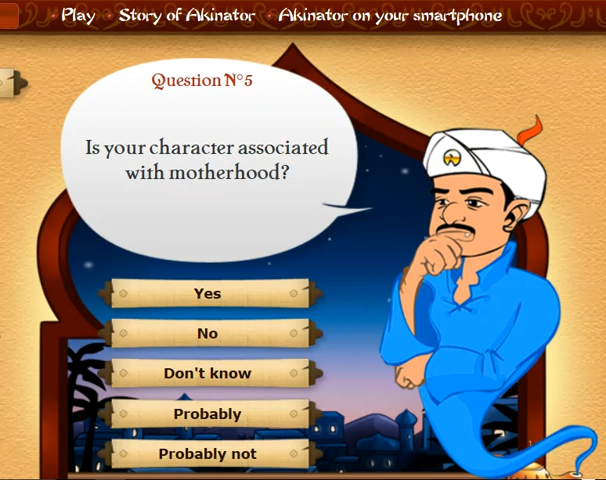 Play · Story of Akinator · Akinator on your smartphone
Question N°5
Is your character associated
with motherhood?
Yes
No
Don't know
Probably
Probably not